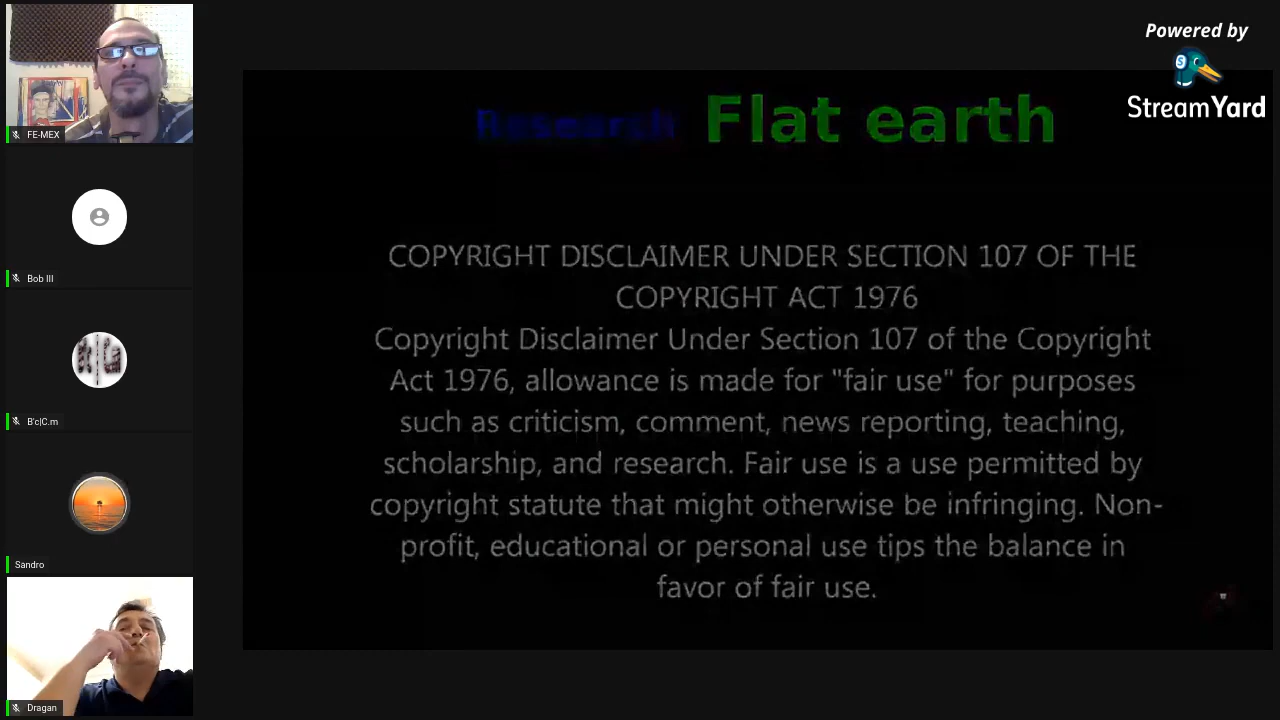 Powered by
StreamYard
Research Flat earth
COPYRIGHT DISCLAIMER UNDER SECTION 107 OF THE
COPYRIGHT ACT 1976
Copyright Disclaimer Under Section 107 of the Copyright
Act 1976, allowance is made for "fair use" for purposes
such as criticism, comment, news reporting, teaching,
scholarship, and research. Fair use is a use permitted by
copyright statute that might otherwise be infringing. Non-
profit, educational or personal use tips the balance in
favor of fair use.
FE-MEX
Bob III
B'c|C.m
Sandro
Dragan